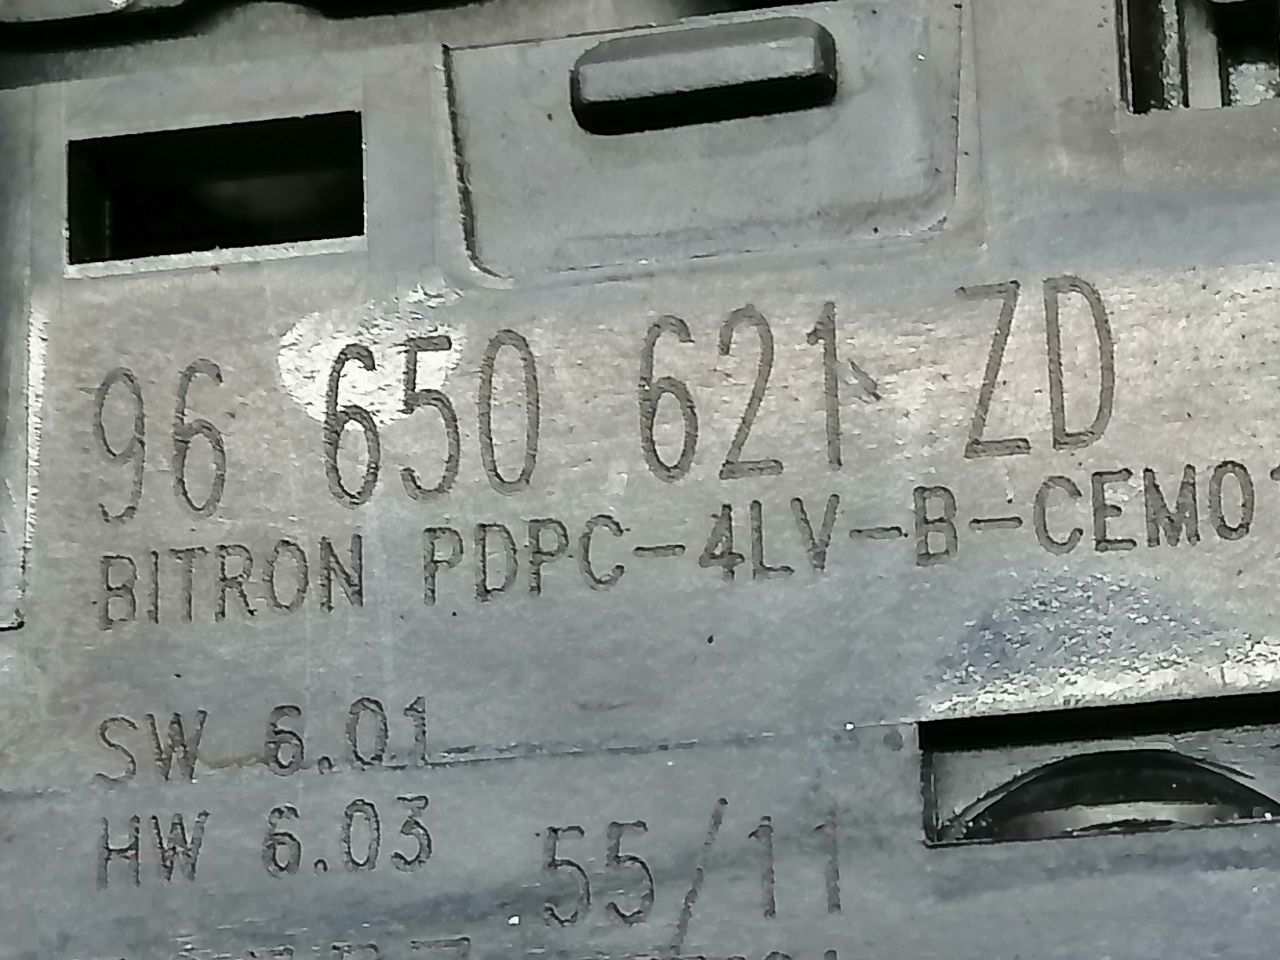 96 650 621 ZD
BITRON PDPC-4LV-B-CEM0
SW 6.01
HW 6.03
55/11